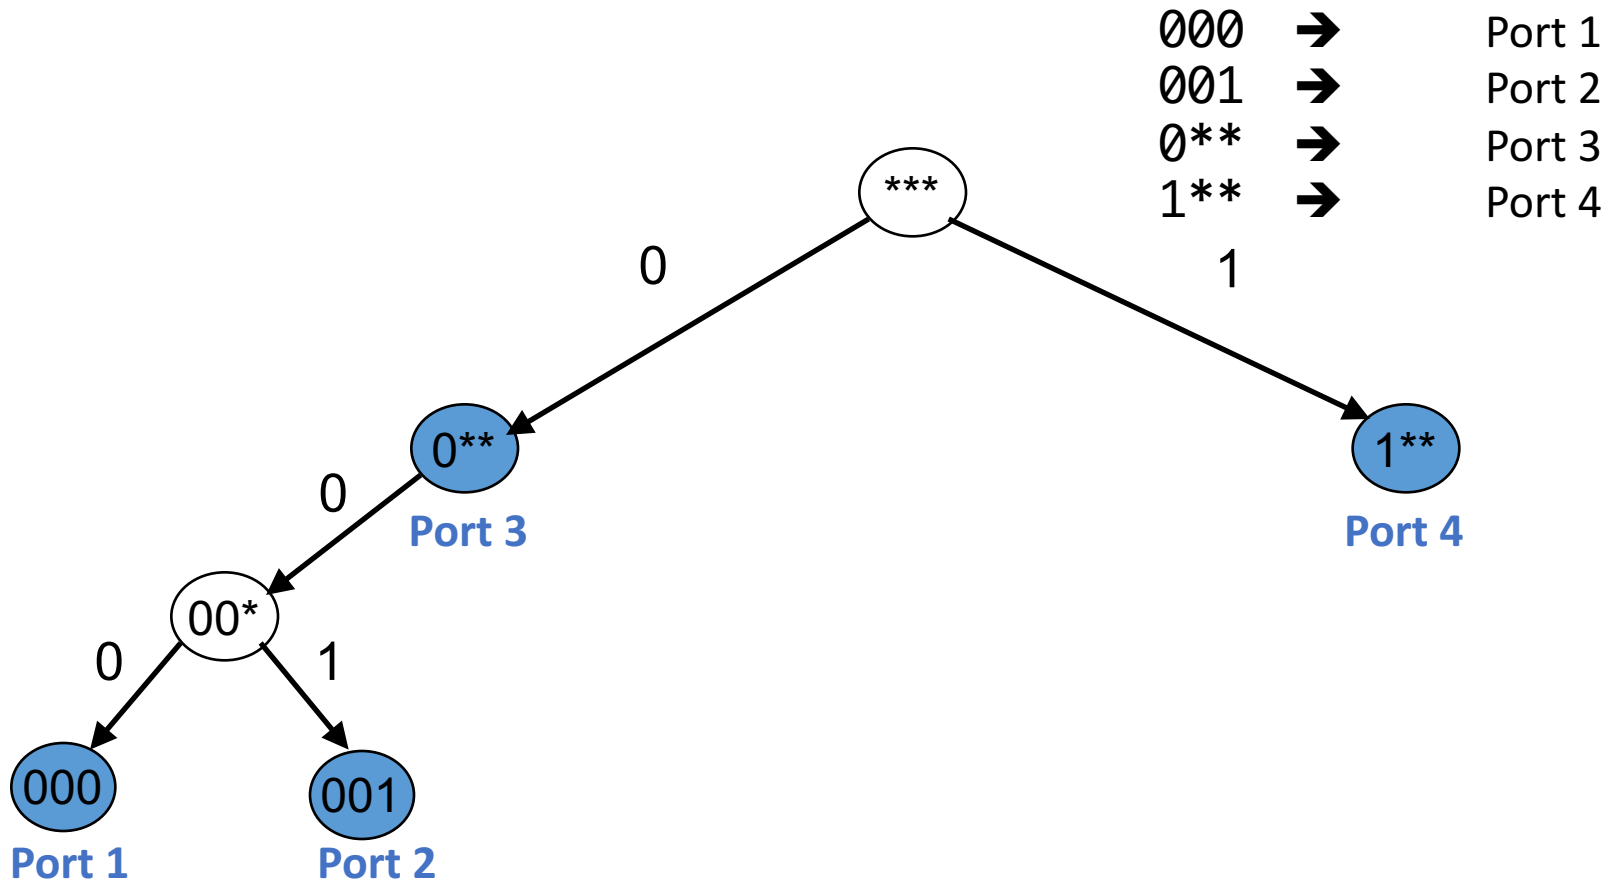 000 ➔ Port 1
001 ➔ Port 2
0** ➔ Port 3
1** ➔ Port 4
***
0
1
0**
1**
Port 3
Port 4
0
00*
0
1
000
001
Port 1
Port 2